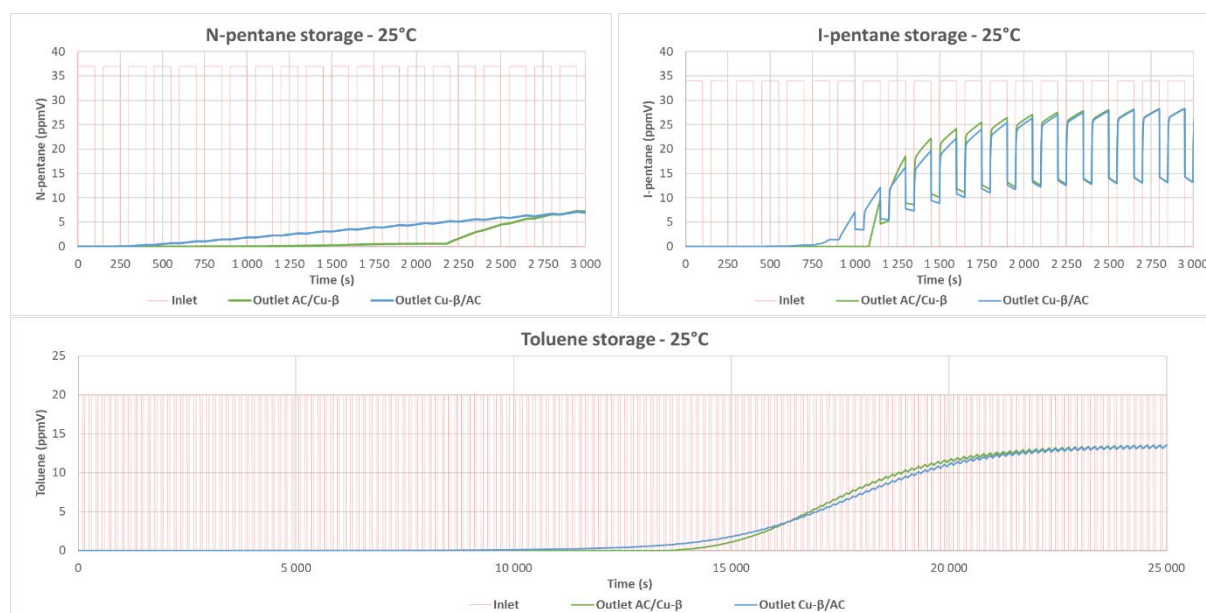 N-pentane storage - 25°C
N-pentane (ppmV)
40
35
30
25
20
15
10
5
0
0 250 500 750 1 000 1 250 1 500 1 750 2 000 2 250 2 500 2 750 3 000
Time (s)
Inlet Outlet AC/Cu-β Outlet Cu-β/AC
I-pentane storage - 25°C
I-pentane (ppmV)
40
35
30
25
20
15
10
5
0
0 250 500 750 1 000 1 250 1 500 1 750 2 000 2 250 2 500 2 750 3 000
Time (s)
Inlet Outlet AC/Cu-β Outlet Cu-β/AC
Toluene storage - 25°C
Toluene (ppmV)
25
20
15
10
5
0
0 5 000 10 000 15 000 20 000 25 000
Time (s)
Inlet Outlet AC/Cu-β Outlet Cu-β/AC